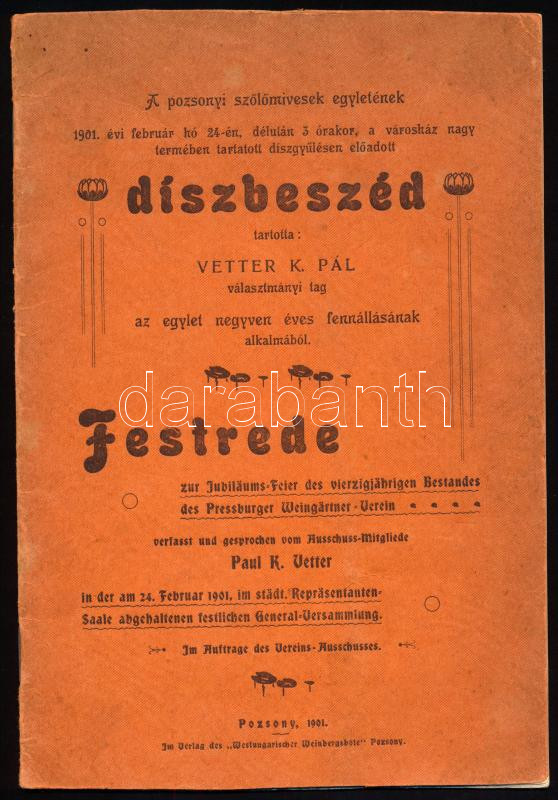 A pozsonyi szőlőmivesek egyletének
1901. évi február hó 24-én, délután 3 órakor, a városház nagy
termében tartatott diszgyűlésen előadott
díszbeszéd
tartotta:
VETTER K. PÁL
választmányi tag
az egylet negyven éves fennállásának
alkalmából.
darabanth
Festrede
zur Jubiläums-Feier des vierzigjährigen Bestandes
des Pressburger Weingärtner-Verein
verfasst und gesprochen vom Ausschuss-Mitgliede
Paul K. Vetter
in der am 24. Februar 1901, im städt. Repräsentanten-
Saale abgehaltenen festlichen General-Versammlung.
Im Auftrage des Vereins-Ausschusses.
Pozsony, 1901.
Im Verlag des „Westungarischer Weinbergsbote" Pozsony.